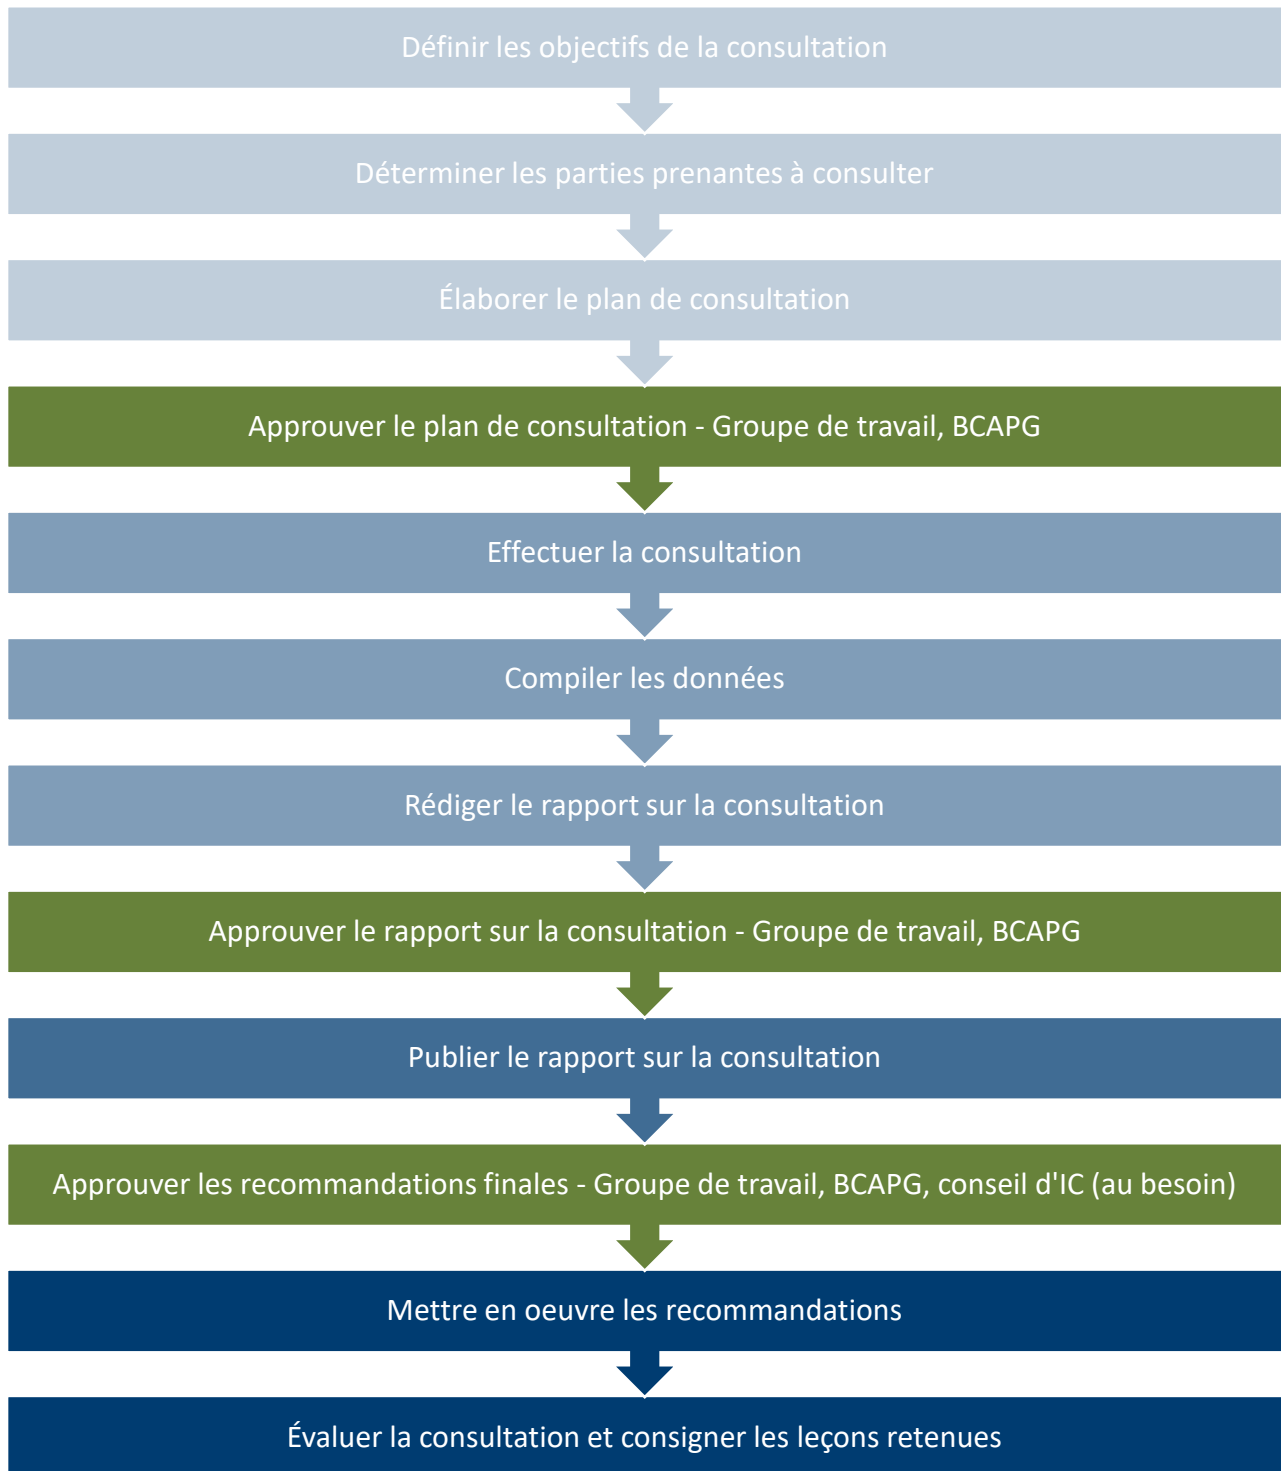 Définir les objectifs de la consultation
Déterminer les parties prenantes à consulter
Élaborer le plan de consultation
Approuver le plan de consultation - Groupe de travail, BCAPG
Effectuer la consultation
Compiler les données
Rédiger le rapport sur la consultation
Approuver le rapport sur la consultation - Groupe de travail, BCAPG
Publier le rapport sur la consultation
Approuver les recommandations finales - Groupe de travail, BCAPG, conseil d'IC (au besoin)
Mettre en oeuvre les recommandations
Évaluer la consultation et consigner les leçons retenues